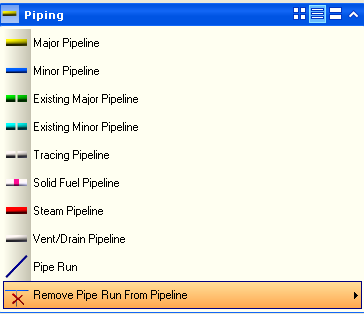 Piping
Major Pipeline
Minor Pipeline
Existing Major Pipeline
Existing Minor Pipeline
Tracing Pipeline
Solid Fuel Pipeline
Steam Pipeline
Vent/Drain Pipeline
Pipe Run
Remove Pipe Run From Pipeline